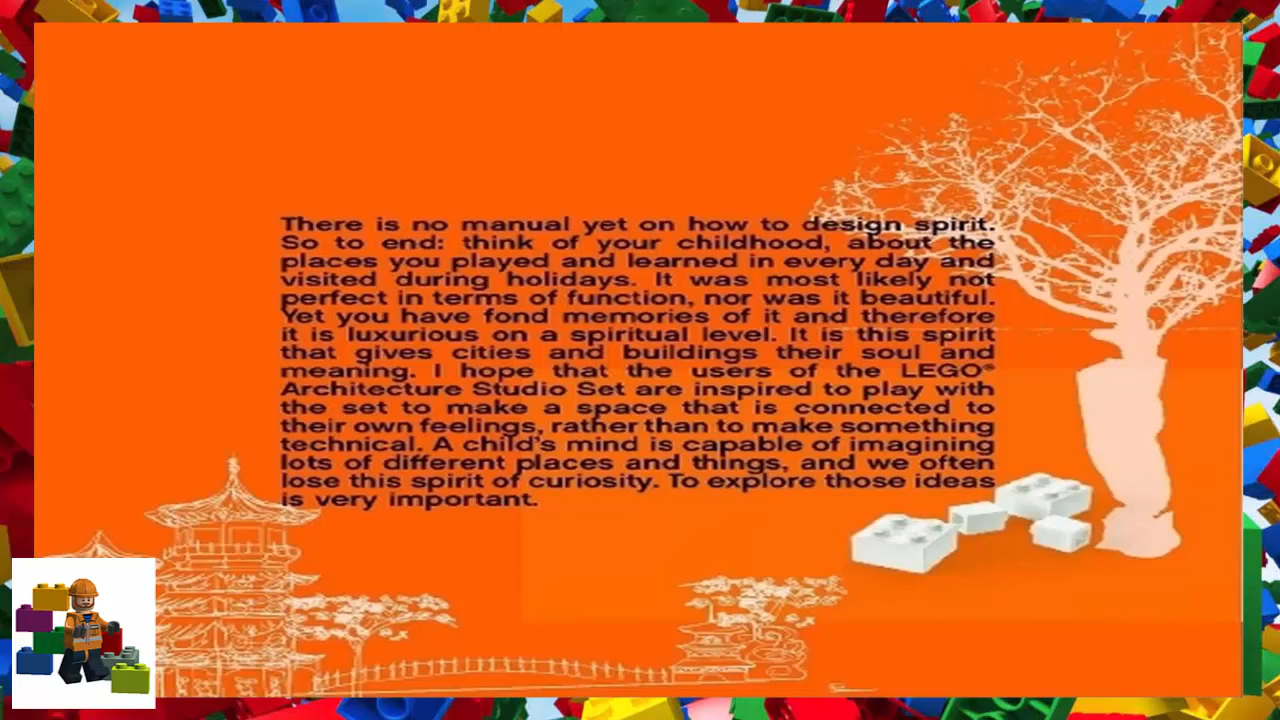 There is no manual yet on how to design spirit.
So to end: think of your childhood, about the
places you played and learned in every day and
visited during holidays. It was most likely not
perfect in terms of function, nor was it beautiful.
Yet you have fond memories of it and therefore
it is luxurious on a spiritual level. It is this spirit
that gives cities and buildings their soul and
meaning. I hope that the users of the LEGO®
Architecture Studio Set are inspired to play with
the set to make a space that is connected to
their own feelings, rather than to make something
technical. A child's mind is capable of imagining
lots of different places and things, and we often
lose this spirit of curiosity. To explore those ideas
is very important.